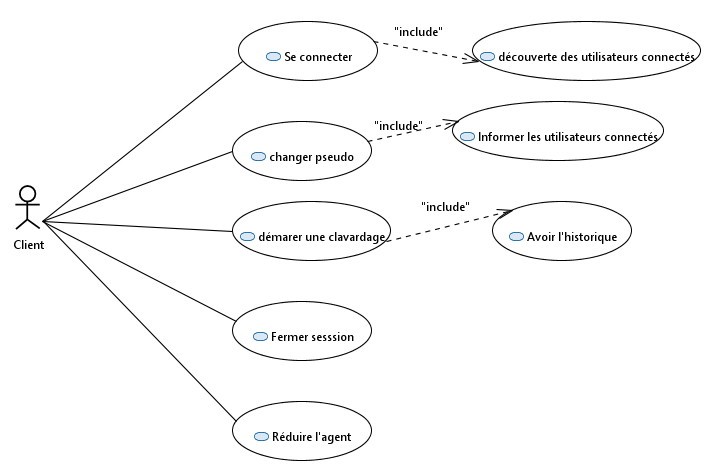 "include"
Se connecter
découverte des utilisateurs connectés
"include"
Informer les utilisateurs connectés
changer pseudo
"include"
démarer une clavardage
Avoir l'historique
Client
Fermer sesssion
Réduire l'agent